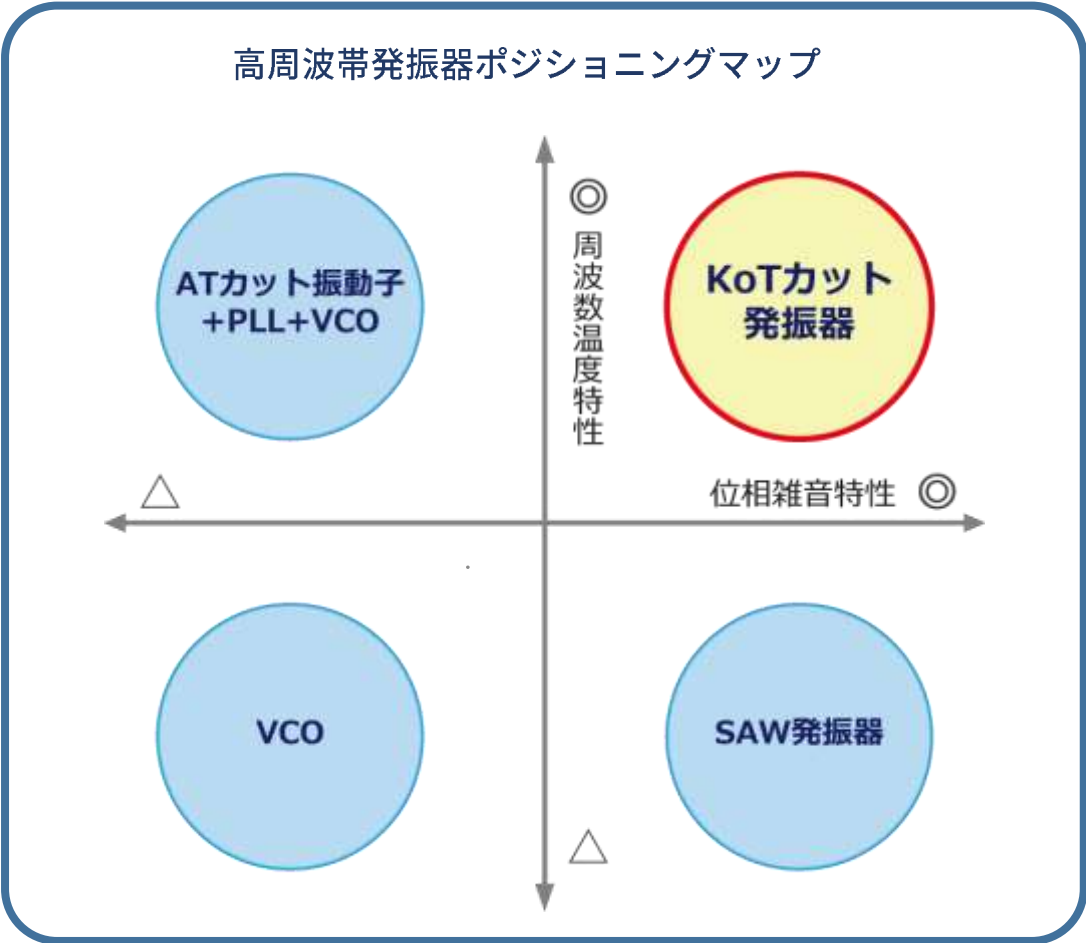 高周波帯発振器ポジショニングマップ
◎
周波数温度特性
ATカット振動子
+PLL+VCO
KoTカット
発振器
△
位相雑音特性 ◎
VCO
SAW発振器
△